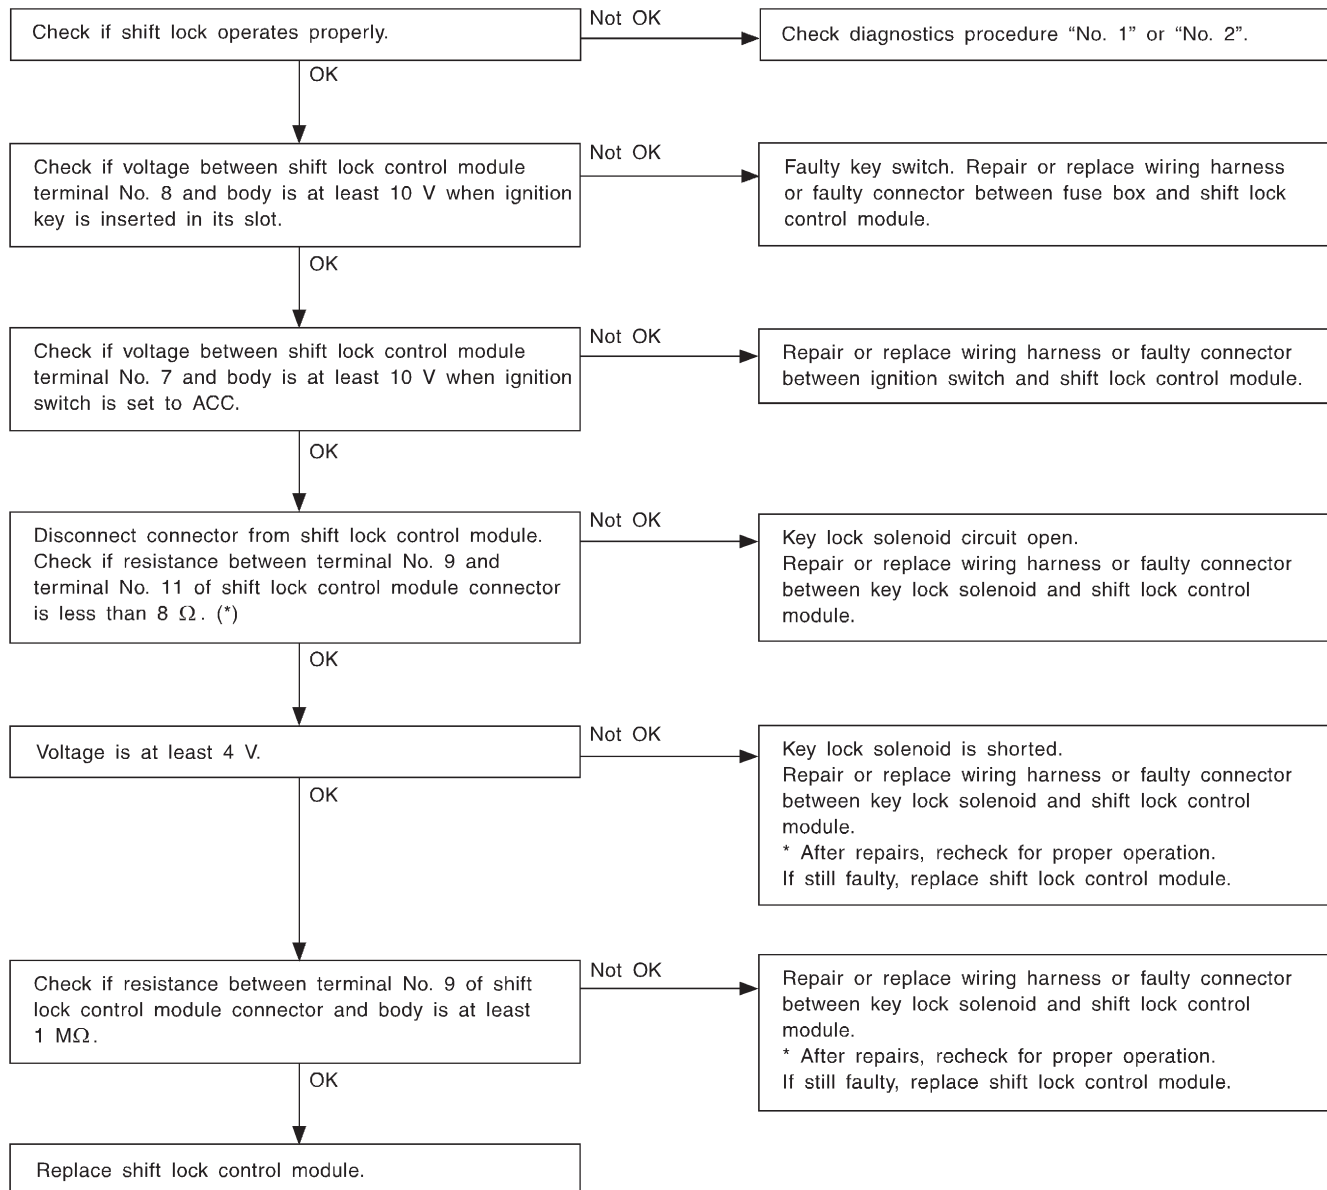 Check if shift lock operates properly.
Not OK
Check diagnostics procedure “No. 1” or “No. 2”.
OK
Check if voltage between shift lock control module
terminal No. 8 and body is at least 10 V when ignition
key is inserted in its slot.
Not OK
Faulty key switch. Repair or replace wiring harness
or faulty connector between fuse box and shift lock
control module.
OK
Check if voltage between shift lock control module
terminal No. 7 and body is at least 10 V when ignition
switch is set to ACC.
Not OK
Repair or replace wiring harness or faulty connector
between ignition switch and shift lock control module.
OK
Disconnect connector from shift lock control module.
Check if resistance between terminal No. 9 and
terminal No. 11 of shift lock control module connector
is less than 8 Ω. (*)
Not OK
Key lock solenoid circuit open.
Repair or replace wiring harness or faulty connector
between key lock solenoid and shift lock control
module.
OK
Voltage is at least 4 V.
Not OK
Key lock solenoid is shorted.
Repair or replace wiring harness or faulty connector
between key lock solenoid and shift lock control
module.
* After repairs, recheck for proper operation.
If still faulty, replace shift lock control module.
OK
Check if resistance between terminal No. 9 of shift
lock control module connector and body is at least
1 MΩ.
Not OK
Repair or replace wiring harness or faulty connector
between key lock solenoid and shift lock control
module.
* After repairs, recheck for proper operation.
If still faulty, replace shift lock control module.
OK
Replace shift lock control module.